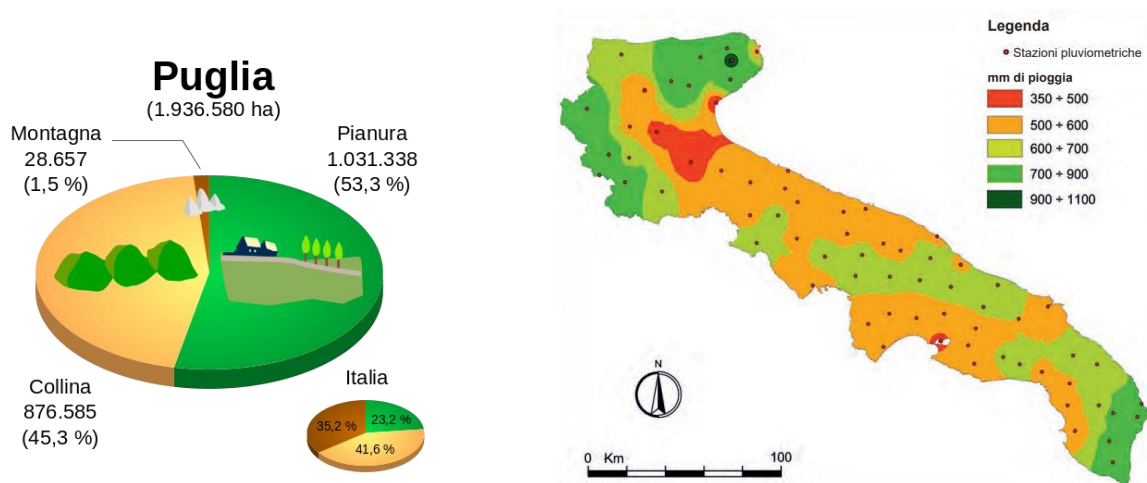 Puglia
(1.936.580 ha)
Montagna
28.657
(1,5 %)
Pianura
1.031.338
(53,3 %)
Collina
876.585
(45,3 %)
Italia
35,2 %
23,2 %
41,6 %
Legenda
Stazioni pluviometriche
mm di pioggia
350 ÷ 500
500 ÷ 600
600 ÷ 700
700 ÷ 900
900 ÷ 1100
N
0 Km 100